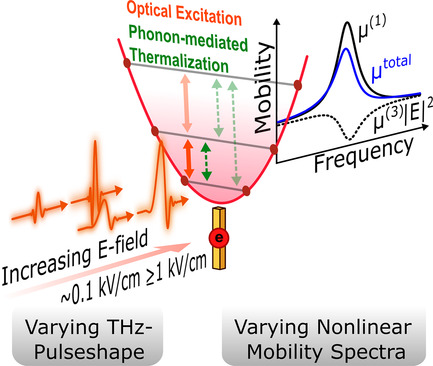 Optical Excitation
Phonon-mediated
Thermalization
Mobility
μ(1)
μtotal
μ(3)|E|2
Frequency
Increasing E-field
~0.1 kV/cm ≥1 kV/cm
e
Varying THz-
Pulseshape
Varying Nonlinear
Mobility Spectra